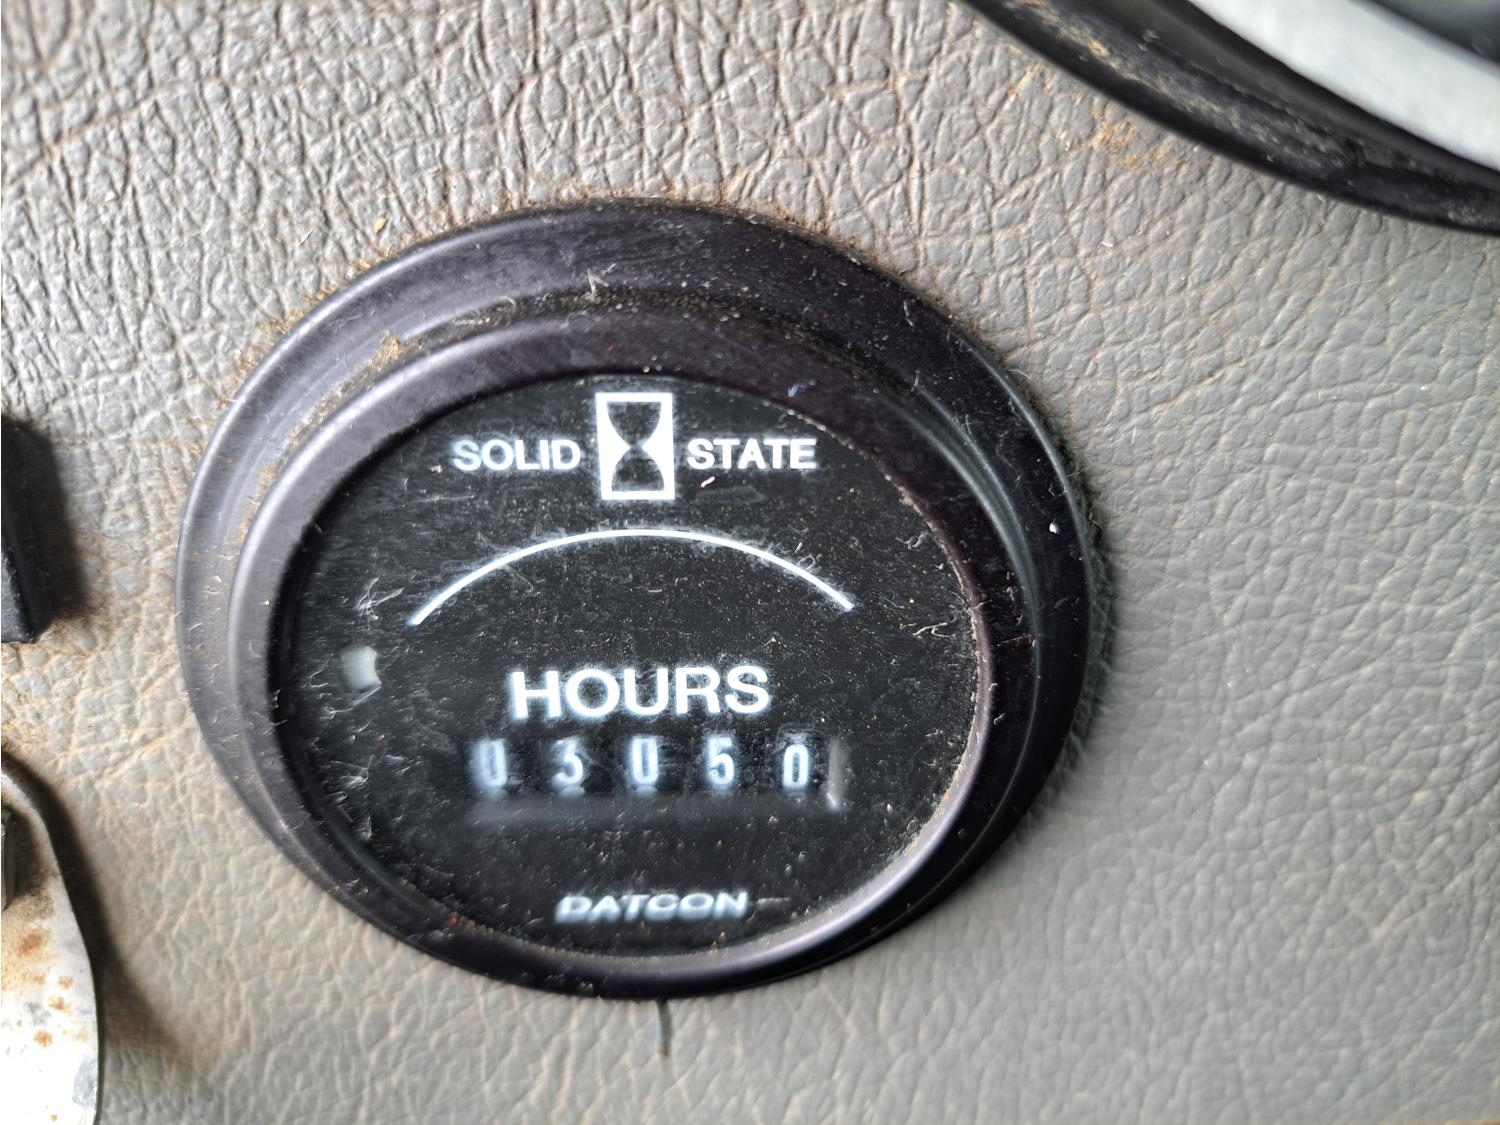 SOLID STATE
HOURS
03050
DATCON